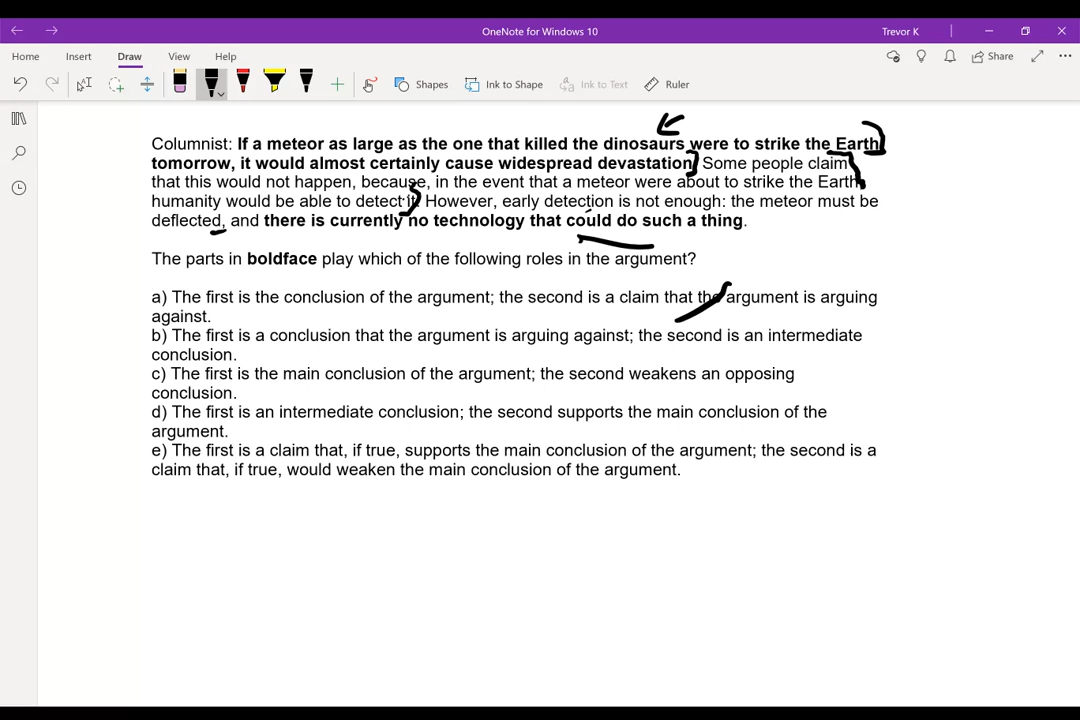 OneNote for Windows 10
Trevor K
Home Insert Draw View Help
Share
Shapes Ink to Shape Ink to Text Ruler
Columnist: If a meteor as large as the one that killed the dinosaurs were to strike the Earth
tomorrow, it would almost certainly cause widespread devastation. Some people claim
that this would not happen, because, in the event that a meteor were about to strike the Earth,
humanity would be able to detect it. However, early detection is not enough: the meteor must be
deflected, and there is currently no technology that could do such a thing.
The parts in boldface play which of the following roles in the argument?
a) The first is the conclusion of the argument; the second is a claim that the argument is arguing
against.
b) The first is a conclusion that the argument is arguing against; the second is an intermediate
conclusion.
c) The first is the main conclusion of the argument; the second weakens an opposing
conclusion.
d) The first is an intermediate conclusion; the second supports the main conclusion of the
argument.
e) The first is a claim that, if true, supports the main conclusion of the argument; the second is a
claim that, if true, would weaken the main conclusion of the argument.